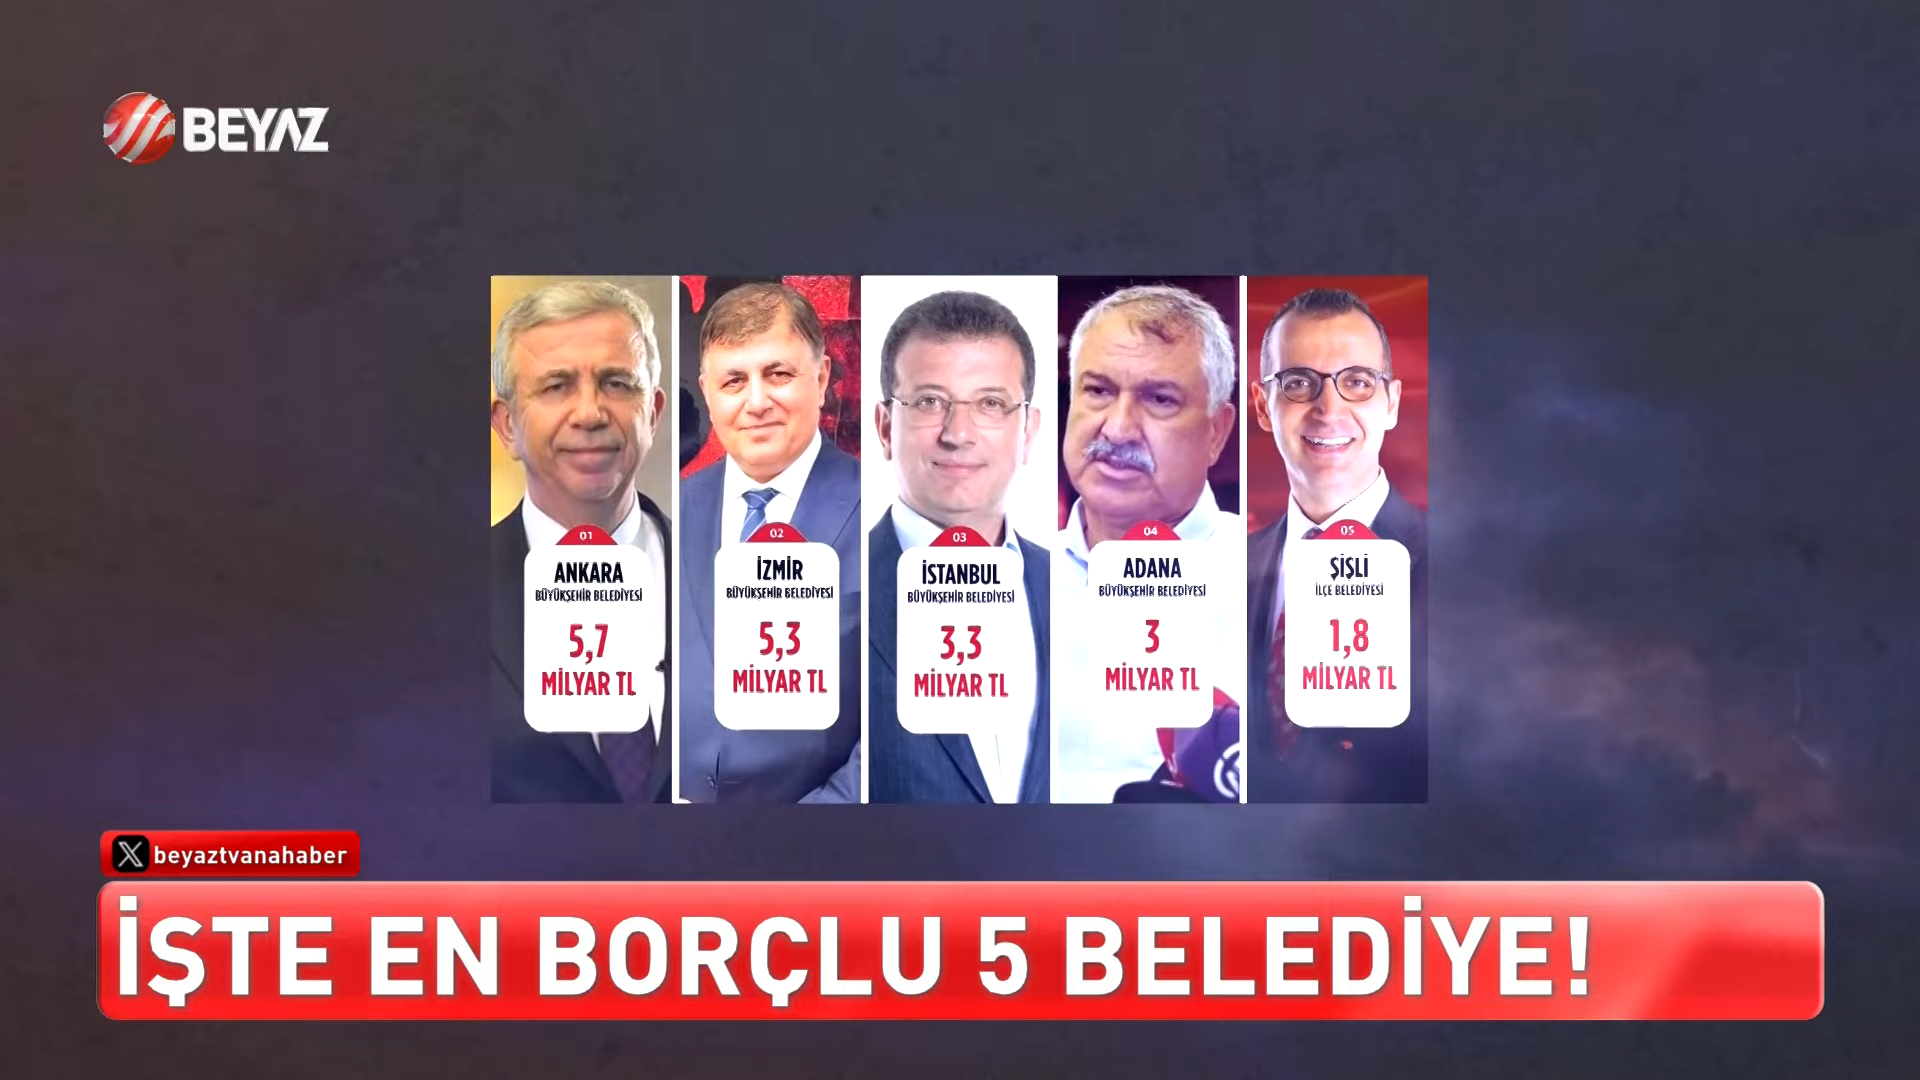 BEYAZ
01
ANKARA
BÜYÜKŞEHİR BELEDİYESİ
5,7
MİLYAR TL
02
İZMİR
BÜYÜKŞEHİR BELEDİYESİ
5,3
MİLYAR TL
03
İSTANBUL
BÜYÜKŞEHİR BELEDİYESİ
3,3
MİLYAR TL
04
ADANA
BÜYÜKŞEHİR BELEDİYESİ
3
MİLYAR TL
05
ŞİŞLİ
İLÇE BELEDİYESİ
1,8
MİLYAR TL
beyaztvanahaber
İŞTE EN BORÇLU 5 BELEDİYE!